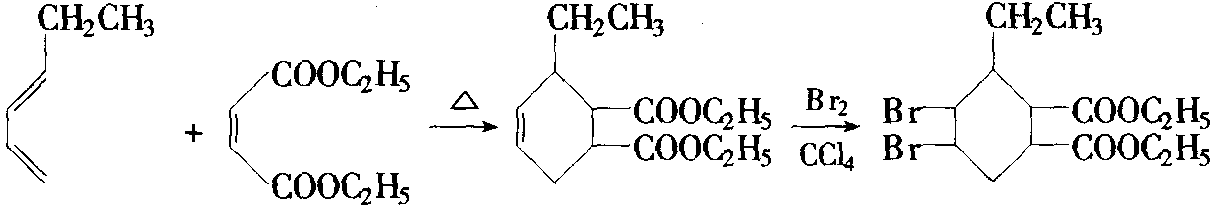 CH₂CH₃
COOC₂H₅
+
COOC₂H₅
△
CH₂CH₃
COOC₂H₅
COOC₂H₅
Br₂
CCl₄
CH₂CH₃
Br
Br
COOC₂H₅
COOC₂H₅